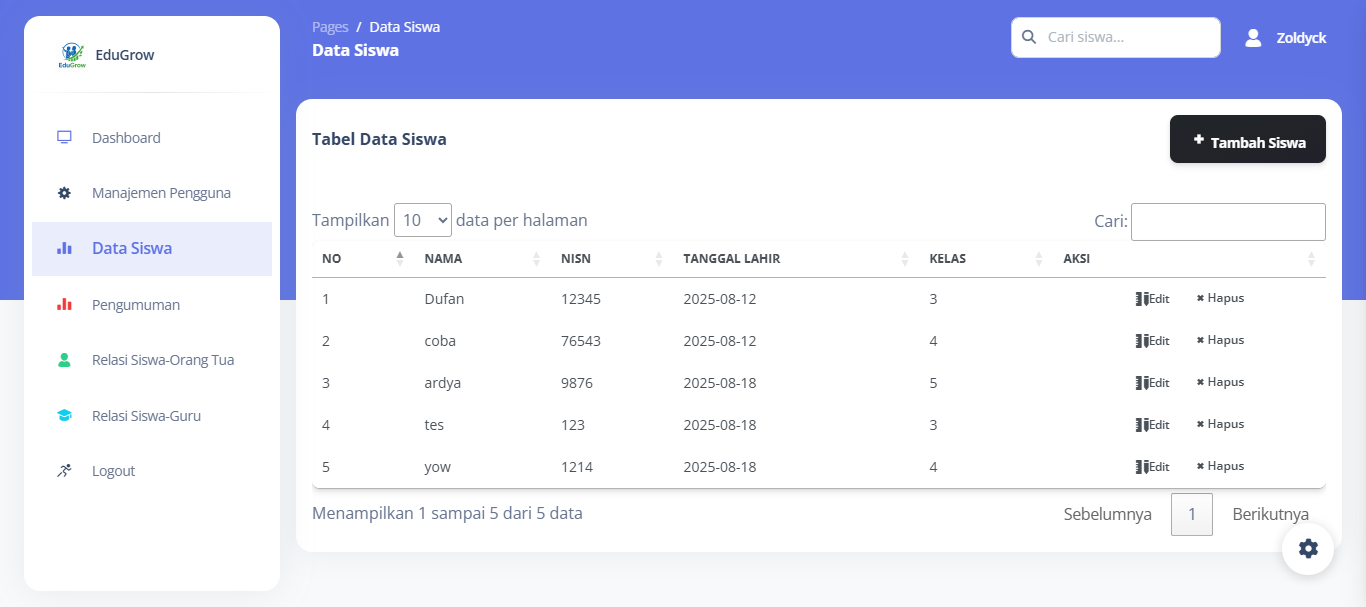 EduGrow
EduGrow
Dashboard
Manajemen Pengguna
Data Siswa
Pengumuman
Relasi Siswa-Orang Tua
Relasi Siswa-Guru
Logout
Pages / Data Siswa
Data Siswa
Cari siswa...
Zoldyck
Tabel Data Siswa
Tambah Siswa
Tampilkan 10 data per halaman
Cari:
NO NAMA NISN TANGGAL LAHIR KELAS AKSI
1 Dufan 12345 2025-08-12 3 Edit Hapus
2 coba 76543 2025-08-12 4 Edit Hapus
3 ardya 9876 2025-08-18 5 Edit Hapus
4 tes 123 2025-08-18 3 Edit Hapus
5 yow 1214 2025-08-18 4 Edit Hapus
Menampilkan 1 sampai 5 dari 5 data
Sebelumnya 1 Berikutnya